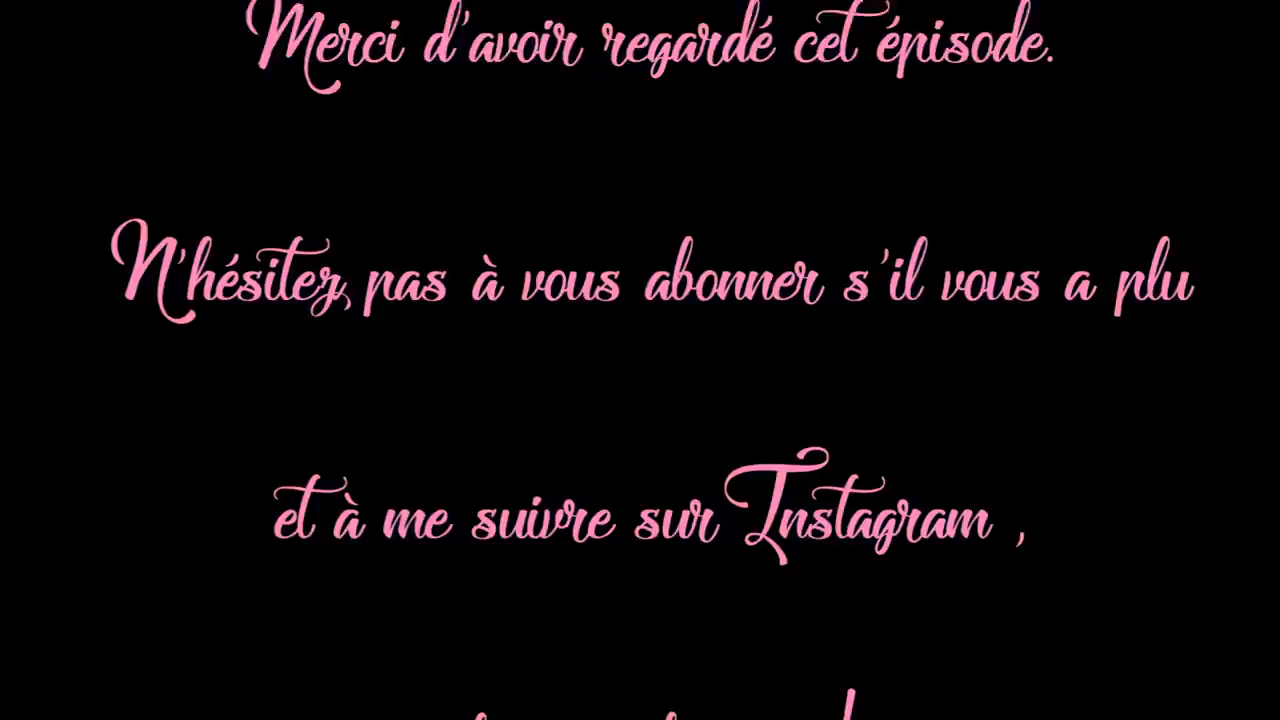 Merci d'avoir regardé cet épisode.
N'hésitez pas à vous abonner s'il vous a plu
et à me suivre sur Instagram ,